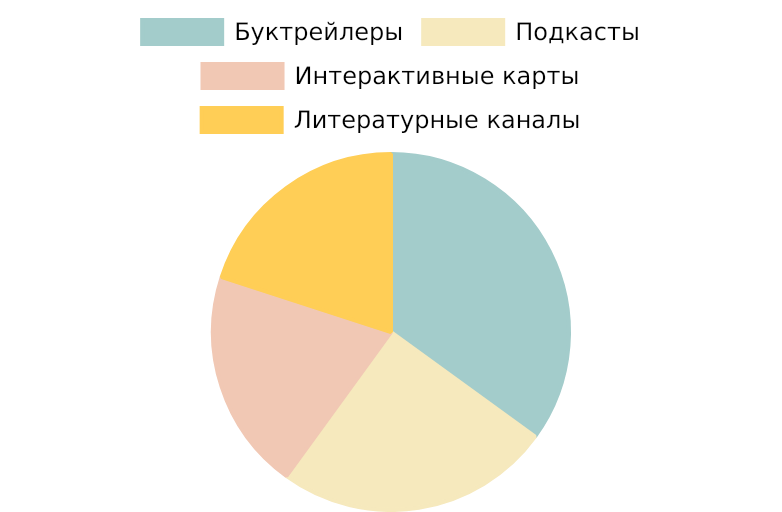 Буктрейлеры Подкасты
Интерактивные карты
Литературные каналы